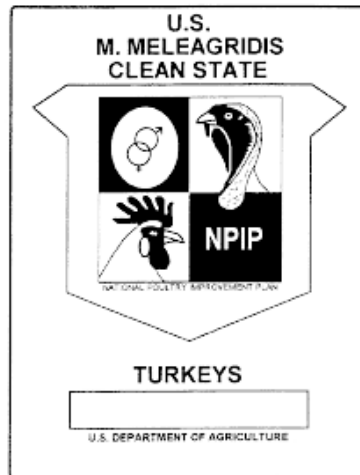 U.S.
M. MELEAGRIDIS
CLEAN STATE
NPIP
NATIONAL POULTRY IMPROVEMENT PLAN
TURKEYS
U.S. DEPARTMENT OF AGRICULTURE